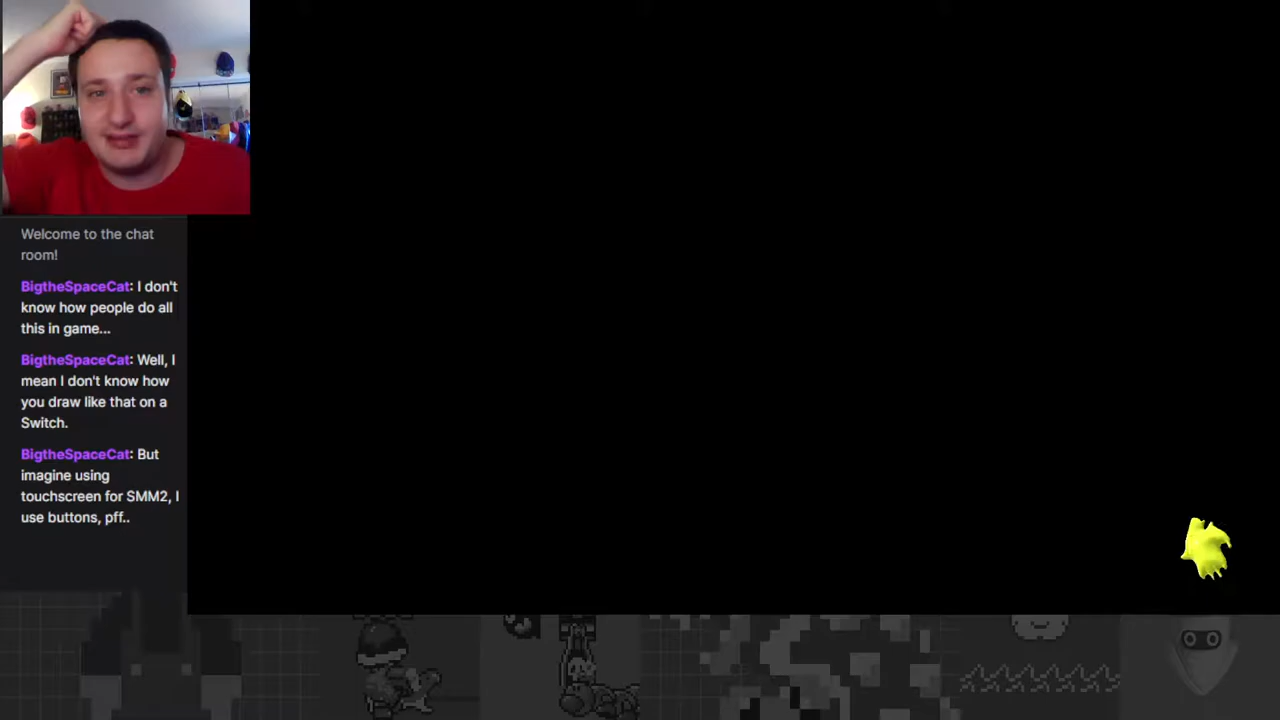 Welcome to the chat
room!
BigtheSpaceCat: I don't
know how people do all
this in game...
BigtheSpaceCat: Well, I
mean I don't know how
you draw like that on a
Switch.
BigtheSpaceCat: But
imagine using
touchscreen for SMM2, I
use buttons, pff..